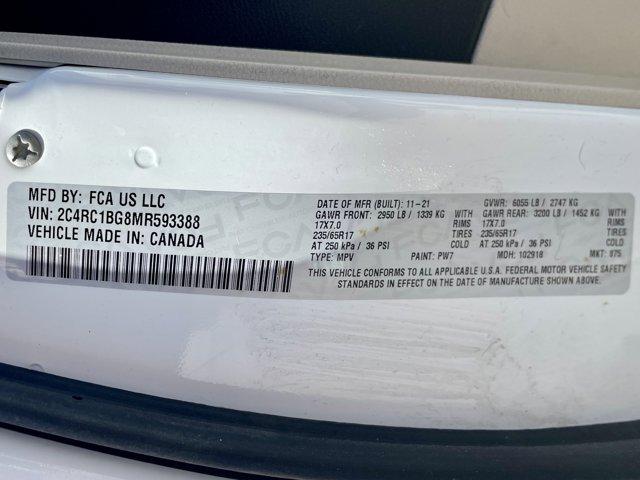 MFD BY: FCA US LLC
VIN: 2C4RC1BG8MR593388
VEHICLE MADE IN: CANADA
DATE OF MFR (BUILT): 11-21 GVWR: 6055 LB / 2747 KG
GAWR FRONT: 2950 LB / 1339 KG WITH GAWR REAR: 3200 LB / 1452 KG WITH
17X7.0 RIMS 17X7.0 RIMS
235/65R17 TIRES 235/65R17 TIRES
AT 250 kPa / 36 PSI COLD AT 250 kPa / 36 PSI COLD
TYPE: MPV PAINT: PW7 MDH: 102918 MKT: 875
THIS VEHICLE CONFORMS TO ALL APPLICABLE U.S.A. FEDERAL MOTOR VEHICLE SAFETY
STANDARDS IN EFFECT ON THE DATE OF MANUFACTURE SHOWN ABOVE.